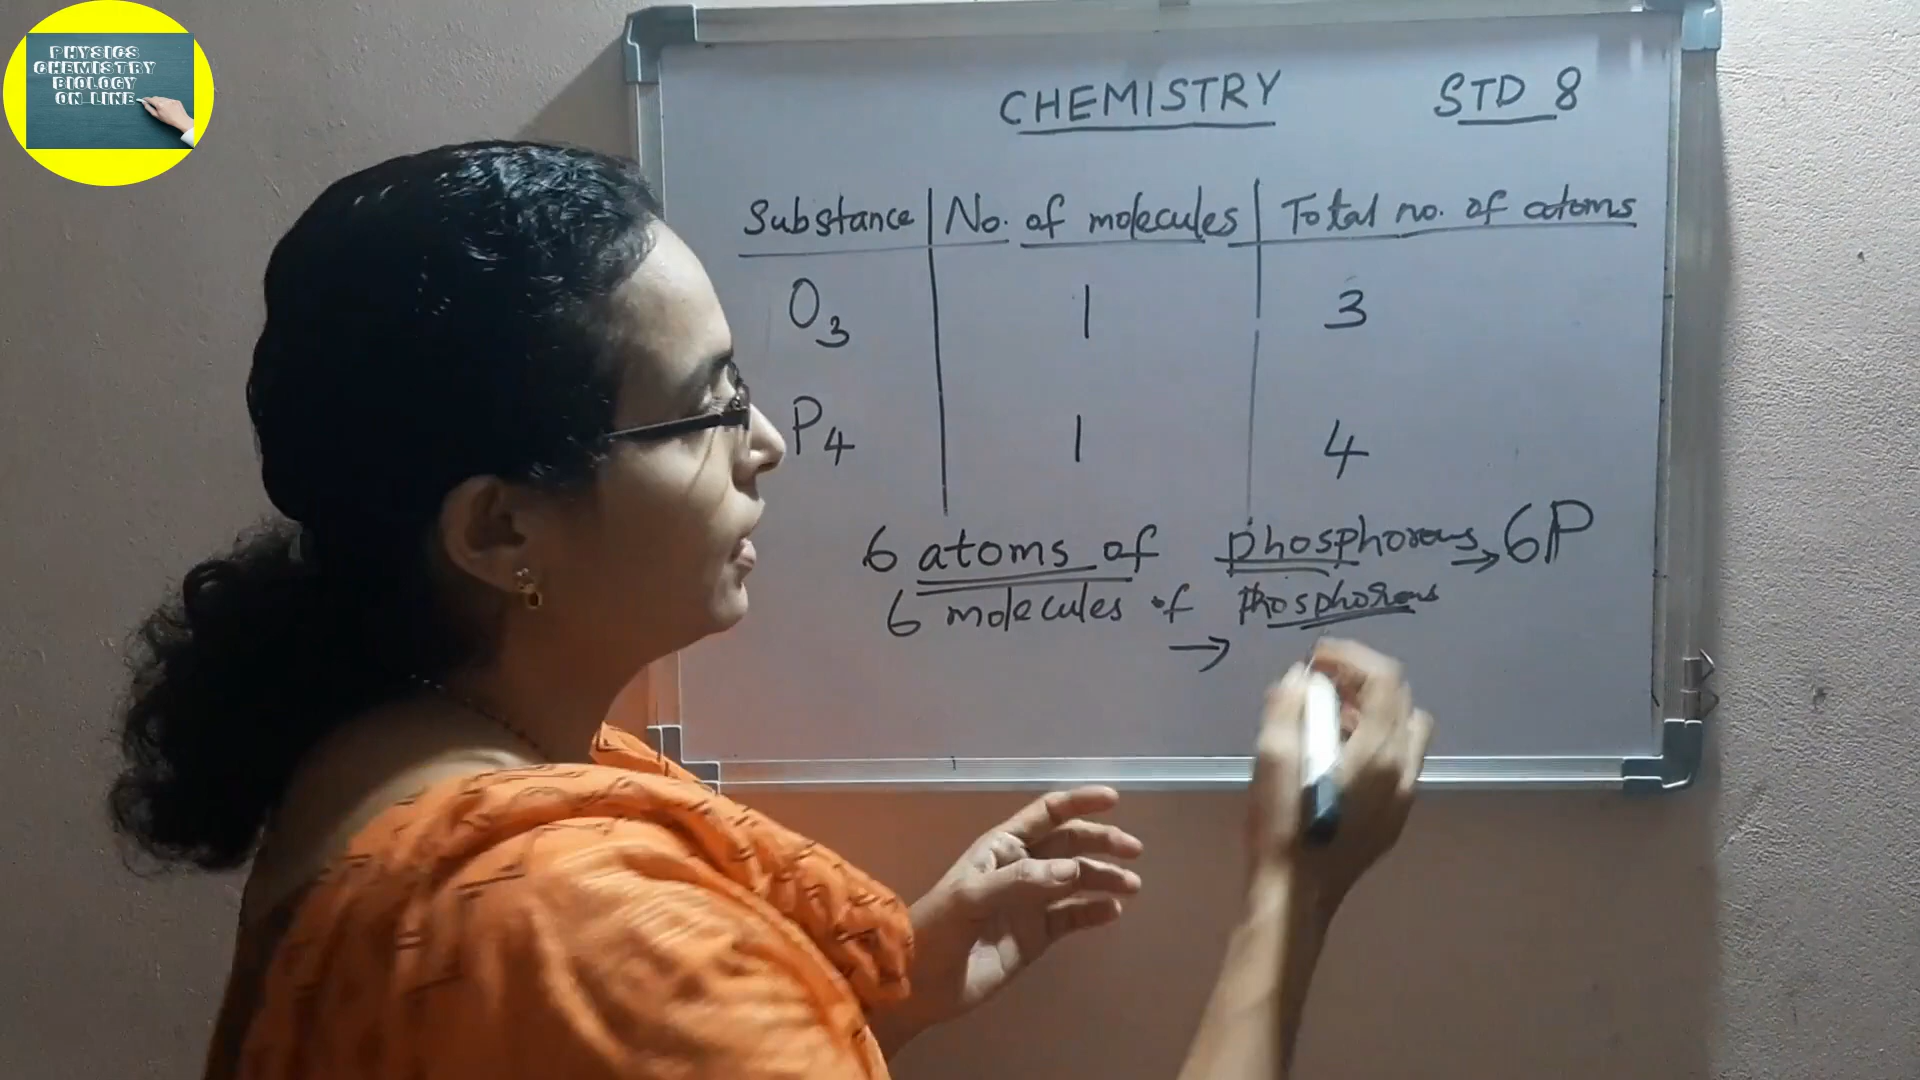 PHYSICS
CHEMISTRY
BIOLOGY
ON LINE
CHEMISTRY STD 8
Substance No. of molecules Total no. of atoms
O3 1 3
P4 1 4
6 atoms of phosphorous → 6P
6 molecules of phosphorous
→